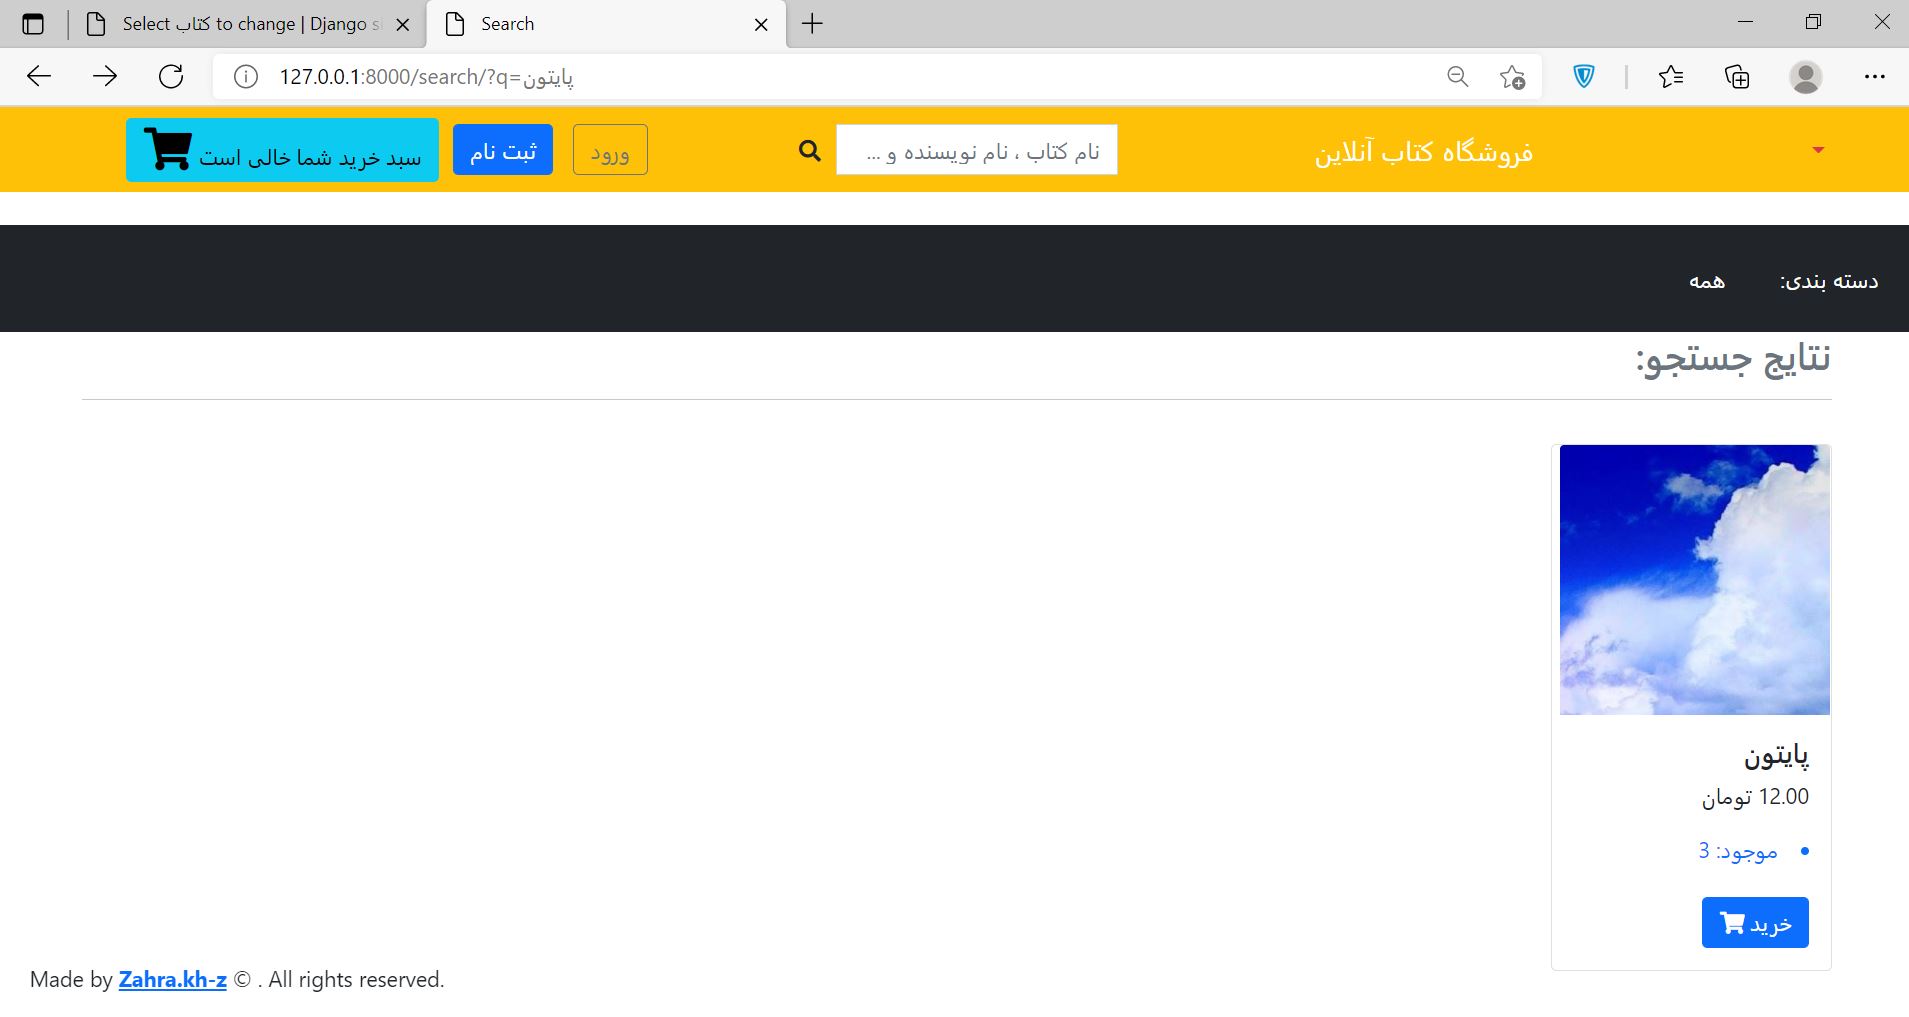 Select کتاب to change | Django s
Search
127.0.0.1:8000/search/?q=پایتون
فروشگاه کتاب آنلاین
نام کتاب ، نام نویسنده و ...
ورود
ثبت نام
سبد خرید شما خالی است
دسته بندی: همه
نتایج جستجو:
پایتون
12.00 تومان
موجود: 3
خرید
Made by Zahra.kh-z © . All rights reserved.